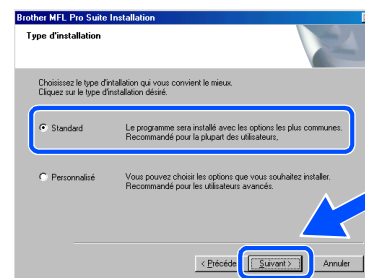 Brother MFL Pro Suite Installation
Type d'installation
Choisissez le type d'intallation qui vous convient le mieux.
Cliquez sur le type d'installation désiré.
Standard
Le programme sera installé avec les options les plus communes.
Recommandé pour la plupart des utilisateurs.
Personnalisé
Vous pouvez choisir les options que vous souhaitez installer.
Recommandé pour les utilisateurs avancés.
< Précéde Suivant > Annuler